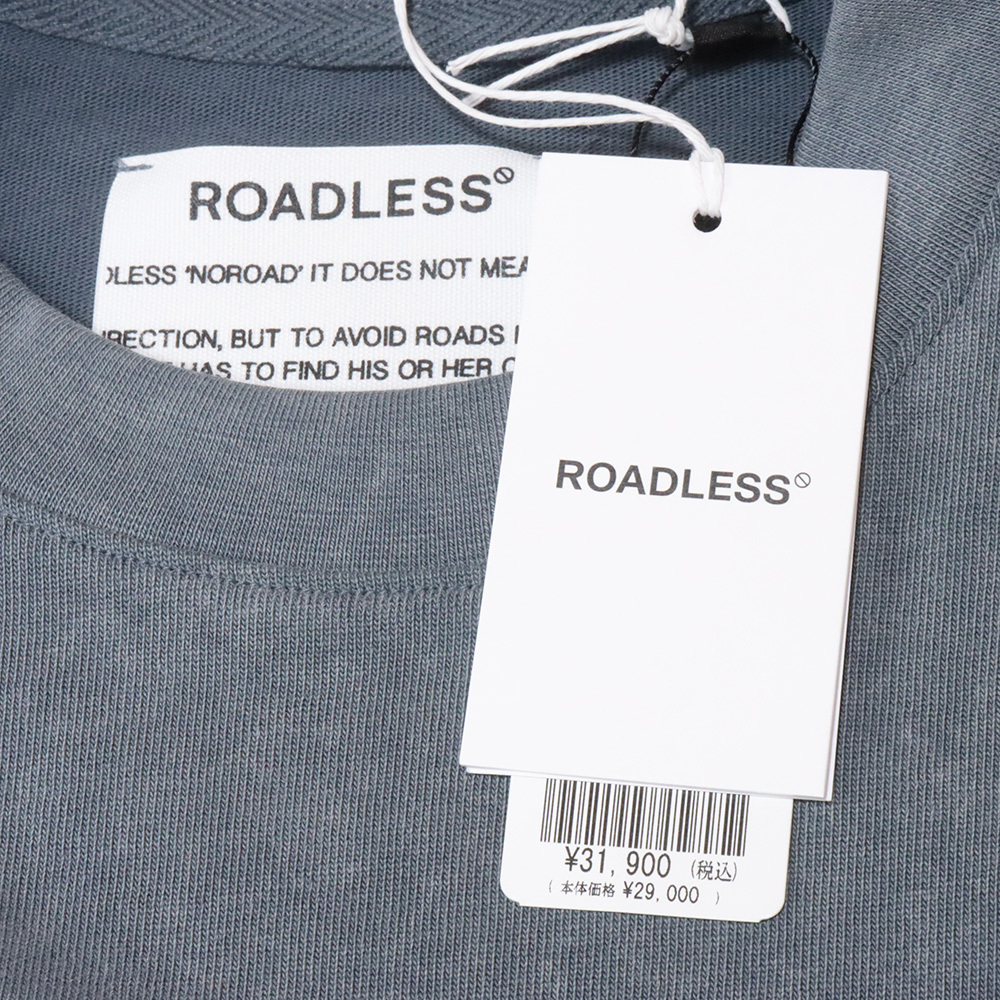 ROADLESS
LESS 'NOROAD' IT DOES NOT
RECTION, BUT TO AVOID ROADS
HAS TO FIND HIS OR HER
ROADLESS
¥31,900 (税込)
( 本体価格 ¥29,000 )